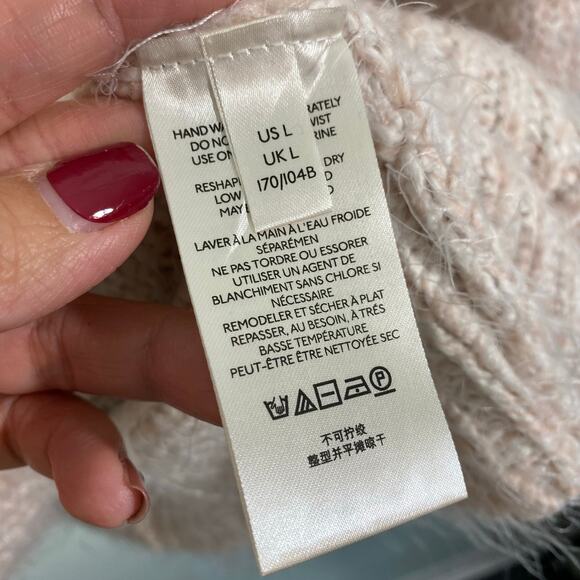 HAND WA RATELY
DO NO WIST
USE ON RINE
RESHAP DRY
LOW
MAY
US L
UK L
170/104B
LAVER À LA MAIN À L'EAU FROIDE
SÉPARÉMEN
NE PAS TORDRE OU ESSORER
UTILISER UN AGENT DE
BLANCHIMENT SANS CHLORE SI
NÉCESSAIRE
REMODELER ET SÈCHER À PLAT
REPASSER, AU BESOIN, À TRÈS
BASSE TEMPÉRATURE
PEUT-ÊTRE ÊTRE NETTOYÉE SEC
P
不可拧绞
整型并平摊晾干